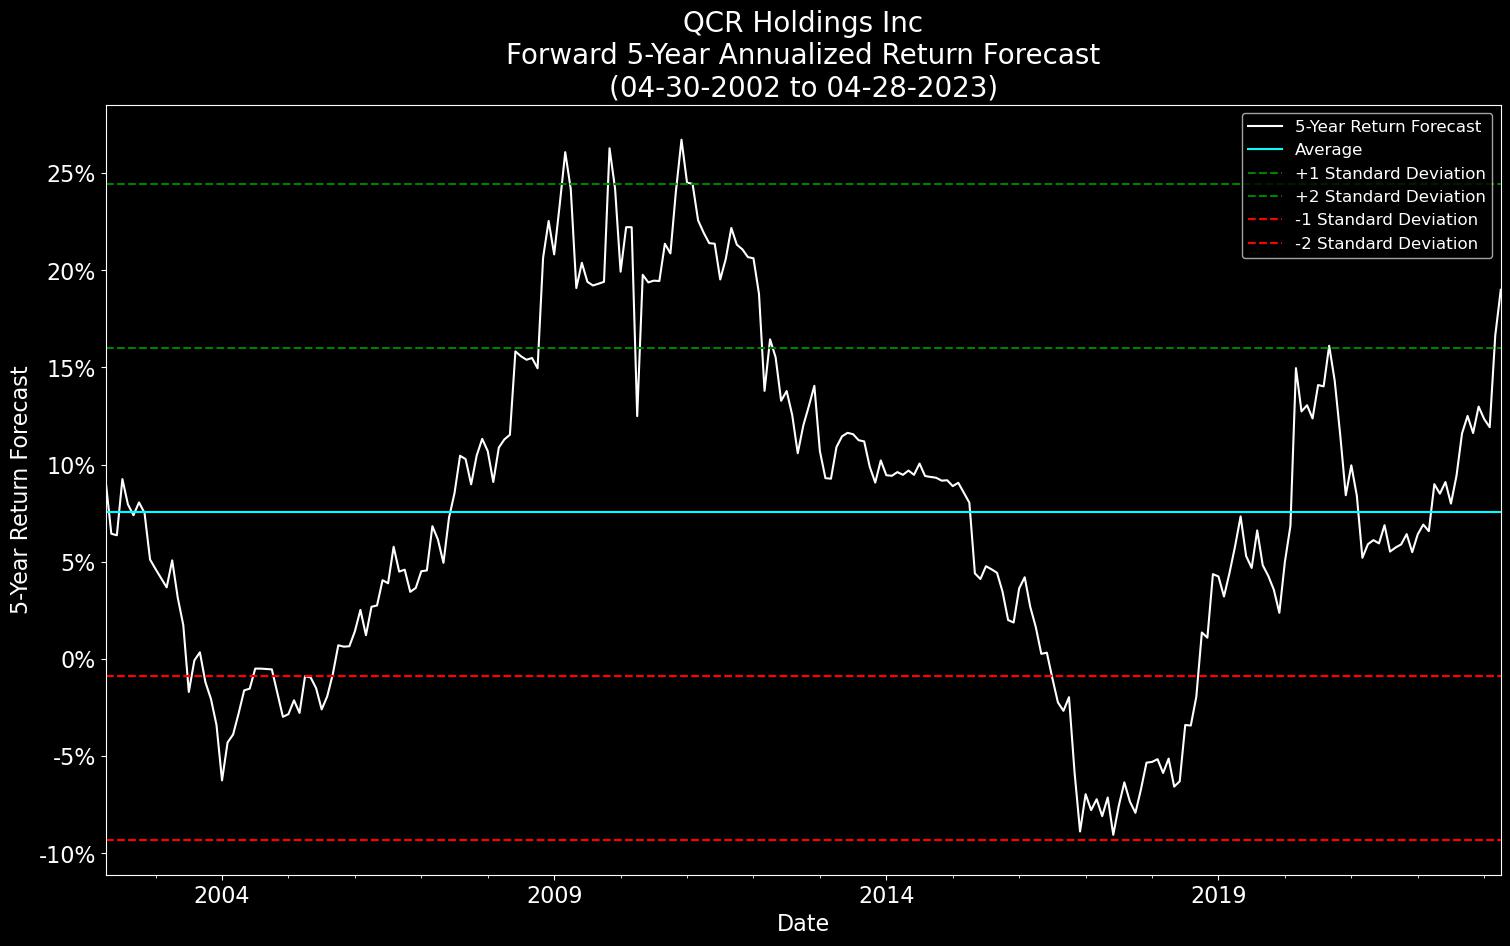 QCR Holdings Inc
Forward 5-Year Annualized Return Forecast
(04-30-2002 to 04-28-2023)
5-Year Return Forecast
Average
+1 Standard Deviation
+2 Standard Deviation
-1 Standard Deviation
-2 Standard Deviation
25%
20%
15%
10%
5%
0%
-5%
-10%
5-Year Return Forecast
2004 2009 2014 2019
Date